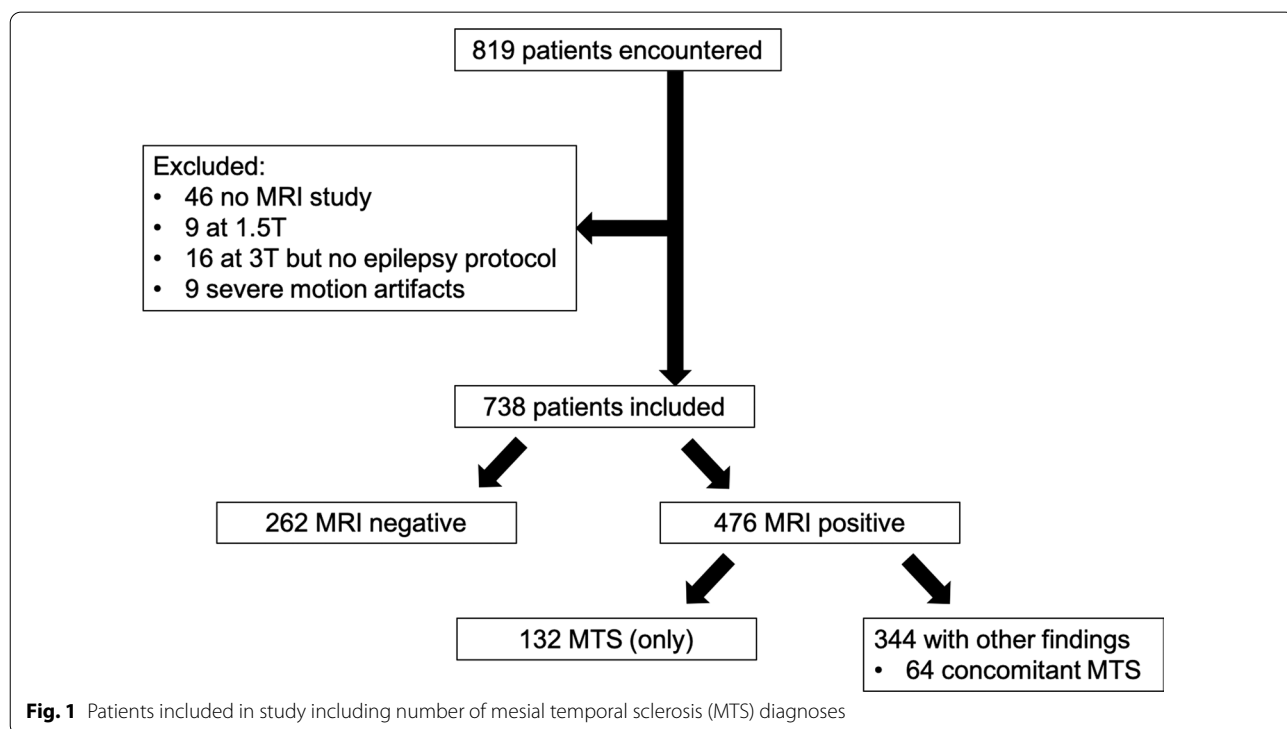 819 patients encountered
Excluded:
• 46 no MRI study
• 9 at 1.5T
• 16 at 3T but no epilepsy protocol
• 9 severe motion artifacts
738 patients included
262 MRI negative
476 MRI positive
132 MTS (only)
344 with other findings
• 64 concomitant MTS
Fig. 1 Patients included in study including number of mesial temporal sclerosis (MTS) diagnoses